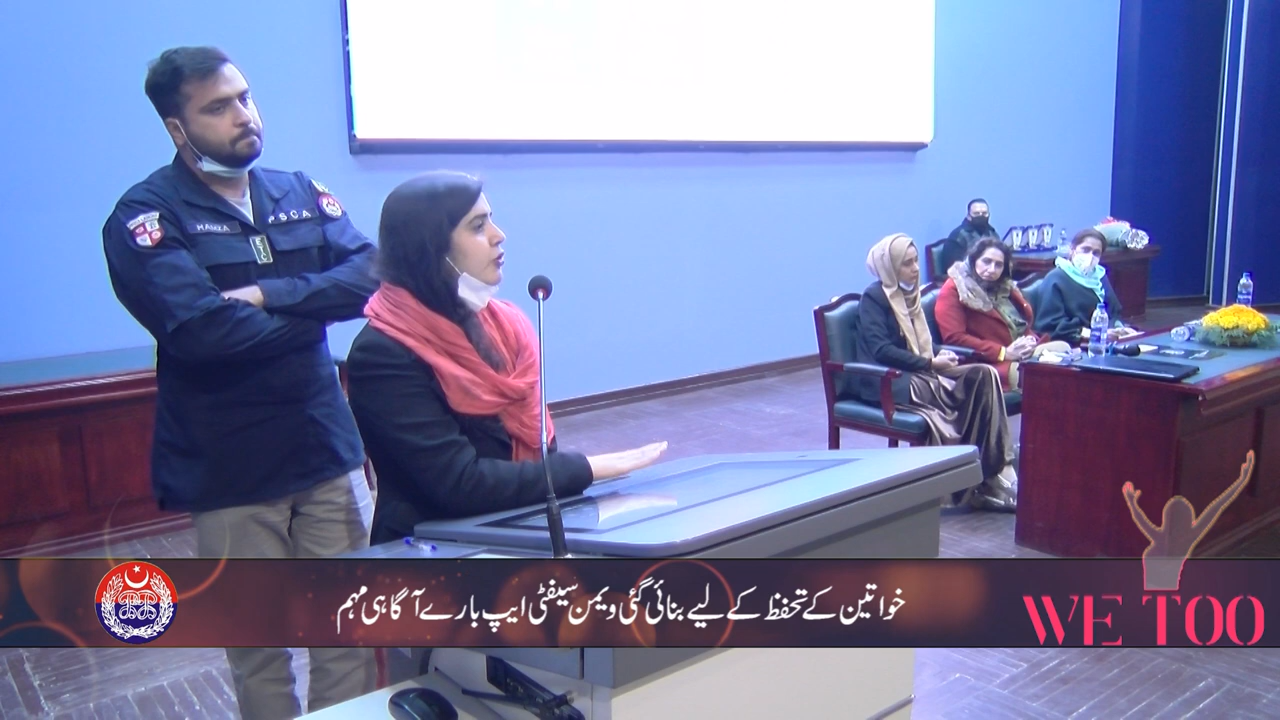 PSCA
HAMZA
خواتین کے تحفظ کے لیے بنائی گئی ویمن سیفٹی ایپ بارے آگاہی مہم
WE TOO